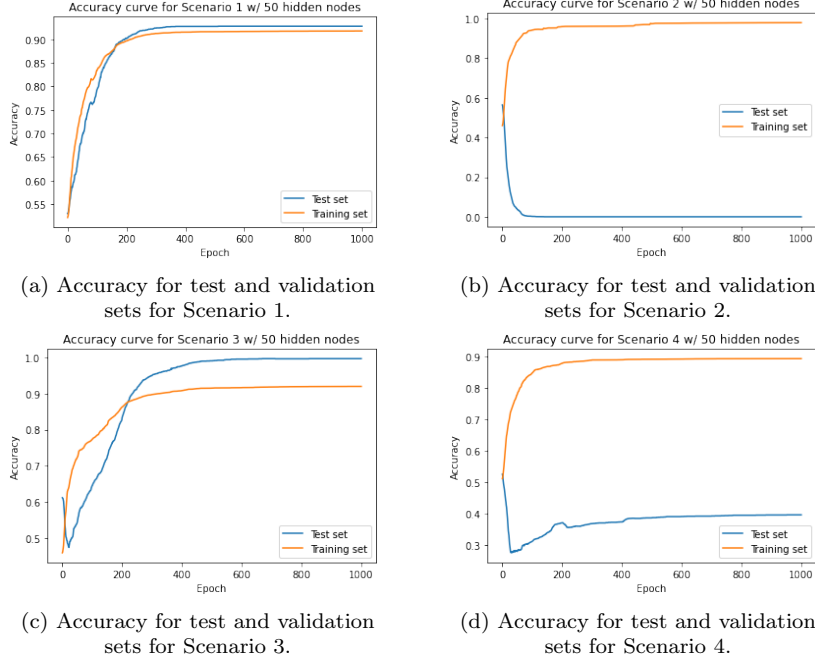 Accuracy curve for Scenario 1 w/ 50 hidden nodes
Accuracy
0.90
0.85
0.80
0.75
0.70
0.65
0.60
0.55
Test set
Training set
0 200 400 600 800 1000
Epoch
(a) Accuracy for test and validation
sets for Scenario 1.
Accuracy curve for Scenario 2 w/ 50 hidden nodes
Accuracy
1.0
0.8
0.6
0.4
0.2
0.0
Test set
Training set
0 200 400 600 800 1000
Epoch
(b) Accuracy for test and validation
sets for Scenario 2.
Accuracy curve for Scenario 3 w/ 50 hidden nodes
Accuracy
1.0
0.9
0.8
0.7
0.6
0.5
Test set
Training set
0 200 400 600 800 1000
Epoch
(c) Accuracy for test and validation
sets for Scenario 3.
Accuracy curve for Scenario 4 w/ 50 hidden nodes
Accuracy
0.9
0.8
0.7
0.6
0.5
0.4
0.3
Test set
Training set
0 200 400 600 800 1000
Epoch
(d) Accuracy for test and validation
sets for Scenario 4.